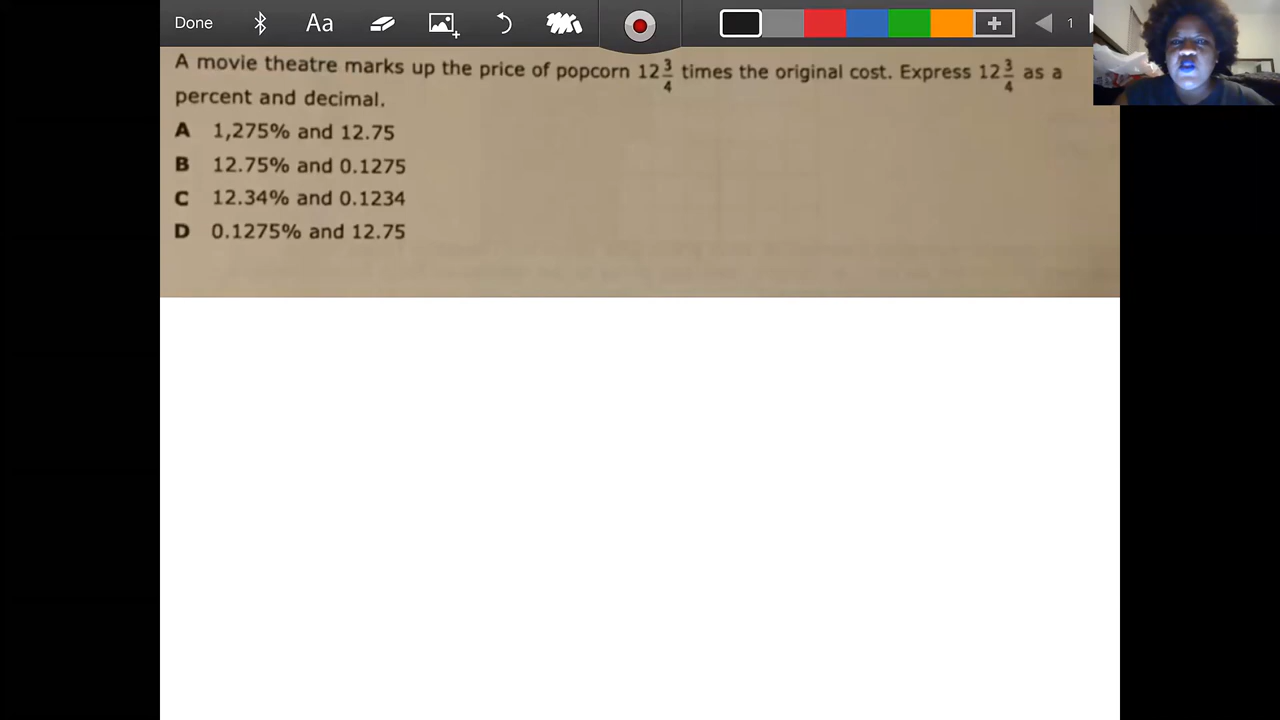 Done Aa 1
A movie theatre marks up the price of popcorn 12 3/4 times the original cost. Express 12 3/4 as a
percent and decimal.
A 1,275% and 12.75
B 12.75% and 0.1275
C 12.34% and 0.1234
D 0.1275% and 12.75